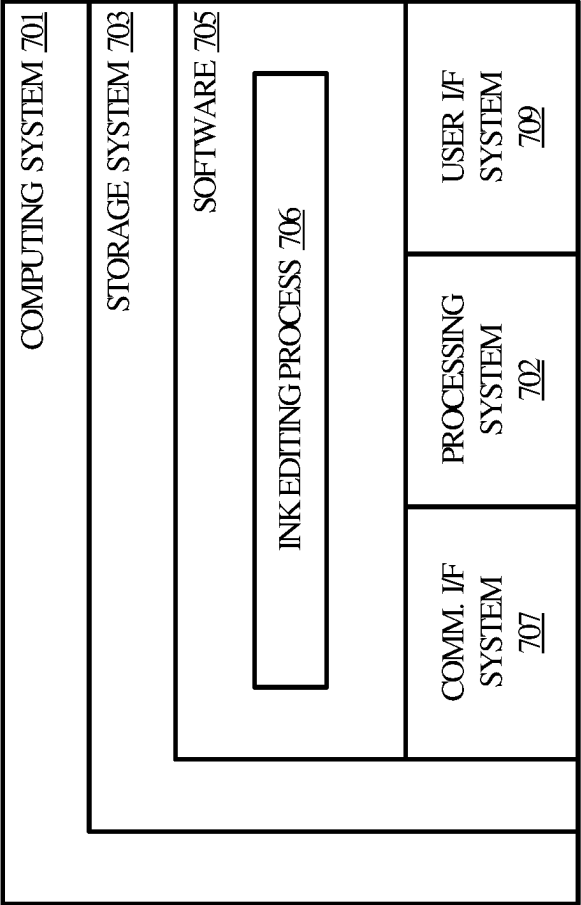 COMPUTING SYSTEM 701
STORAGE SYSTEM 703
SOFTWARE 705
INK EDITING PROCESS 706
COMM. I/F
SYSTEM
707
PROCESSING
SYSTEM
702
USER I/F
SYSTEM
709